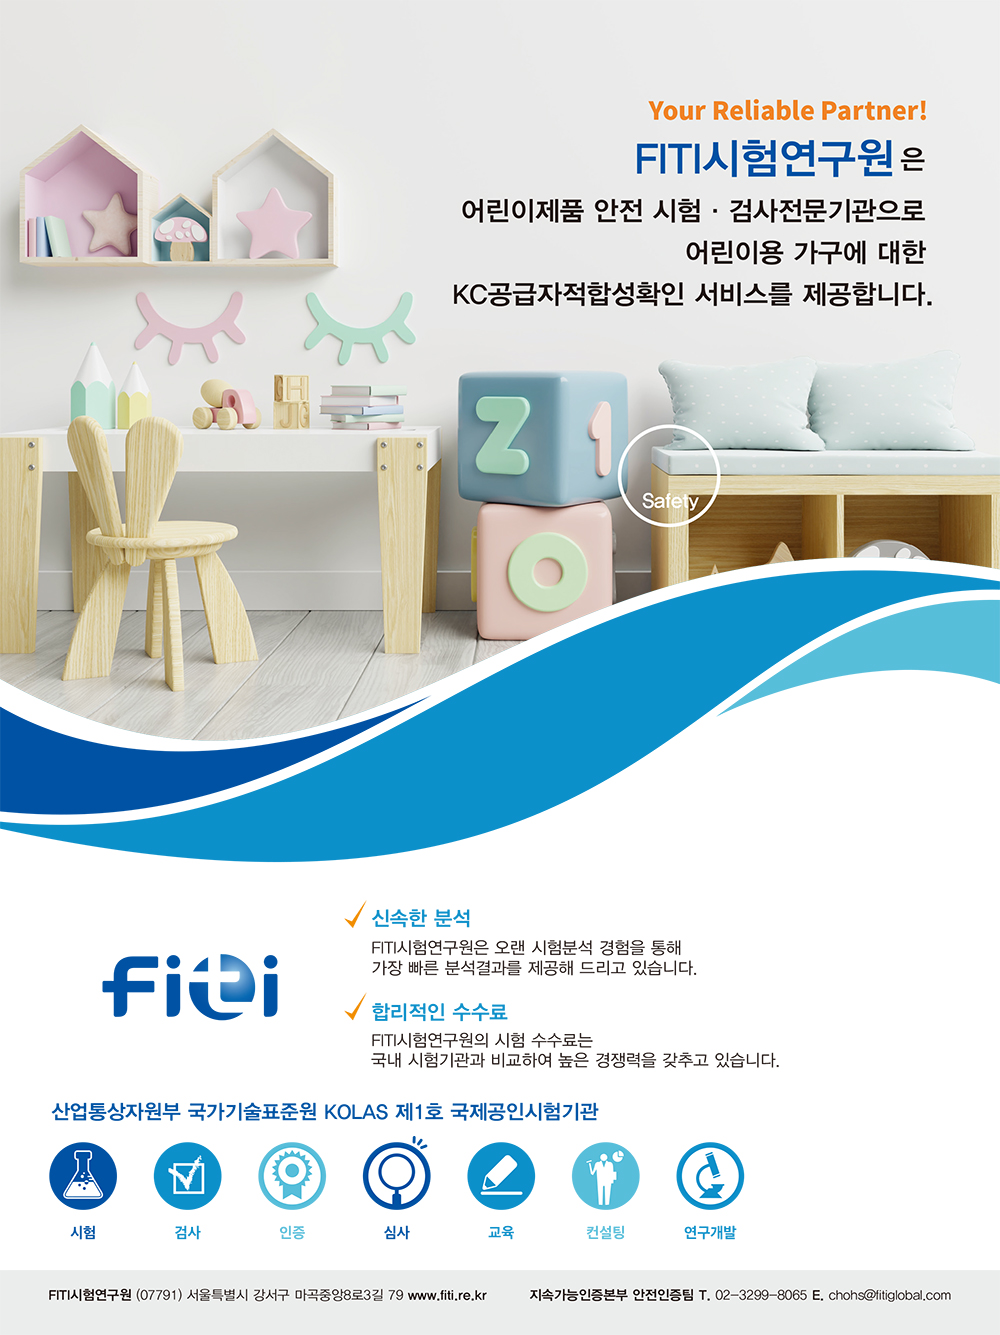 Your Reliable Partner!
FITI시험연구원은
어린이제품 안전 시험 · 검사전문기관으로
어린이용 가구에 대한
KC공급자적합성확인 서비스를 제공합니다.
H
HJ
Z 1
Safety
O
신속한 분석
FITI시험연구원은 오랜 시험분석 경험을 통해
가장 빠른 분석결과를 제공해 드리고 있습니다.
fiti
합리적인 수수료
FITI시험연구원의 시험 수수료는
국내 시험기관과 비교하여 높은 경쟁력을 갖추고 있습니다.
산업통상자원부 국가기술표준원 KOLAS 제1호 국제공인시험기관
시험 검사 인증 심사 교육 컨설팅 연구개발
FITI시험연구원 (07791) 서울특별시 강서구 마곡중앙8로3길 79 www.fiti.re.kr 지속가능인증본부 안전인증팀 T. 02-3299-8065 E. chohs@fitiglobal.com